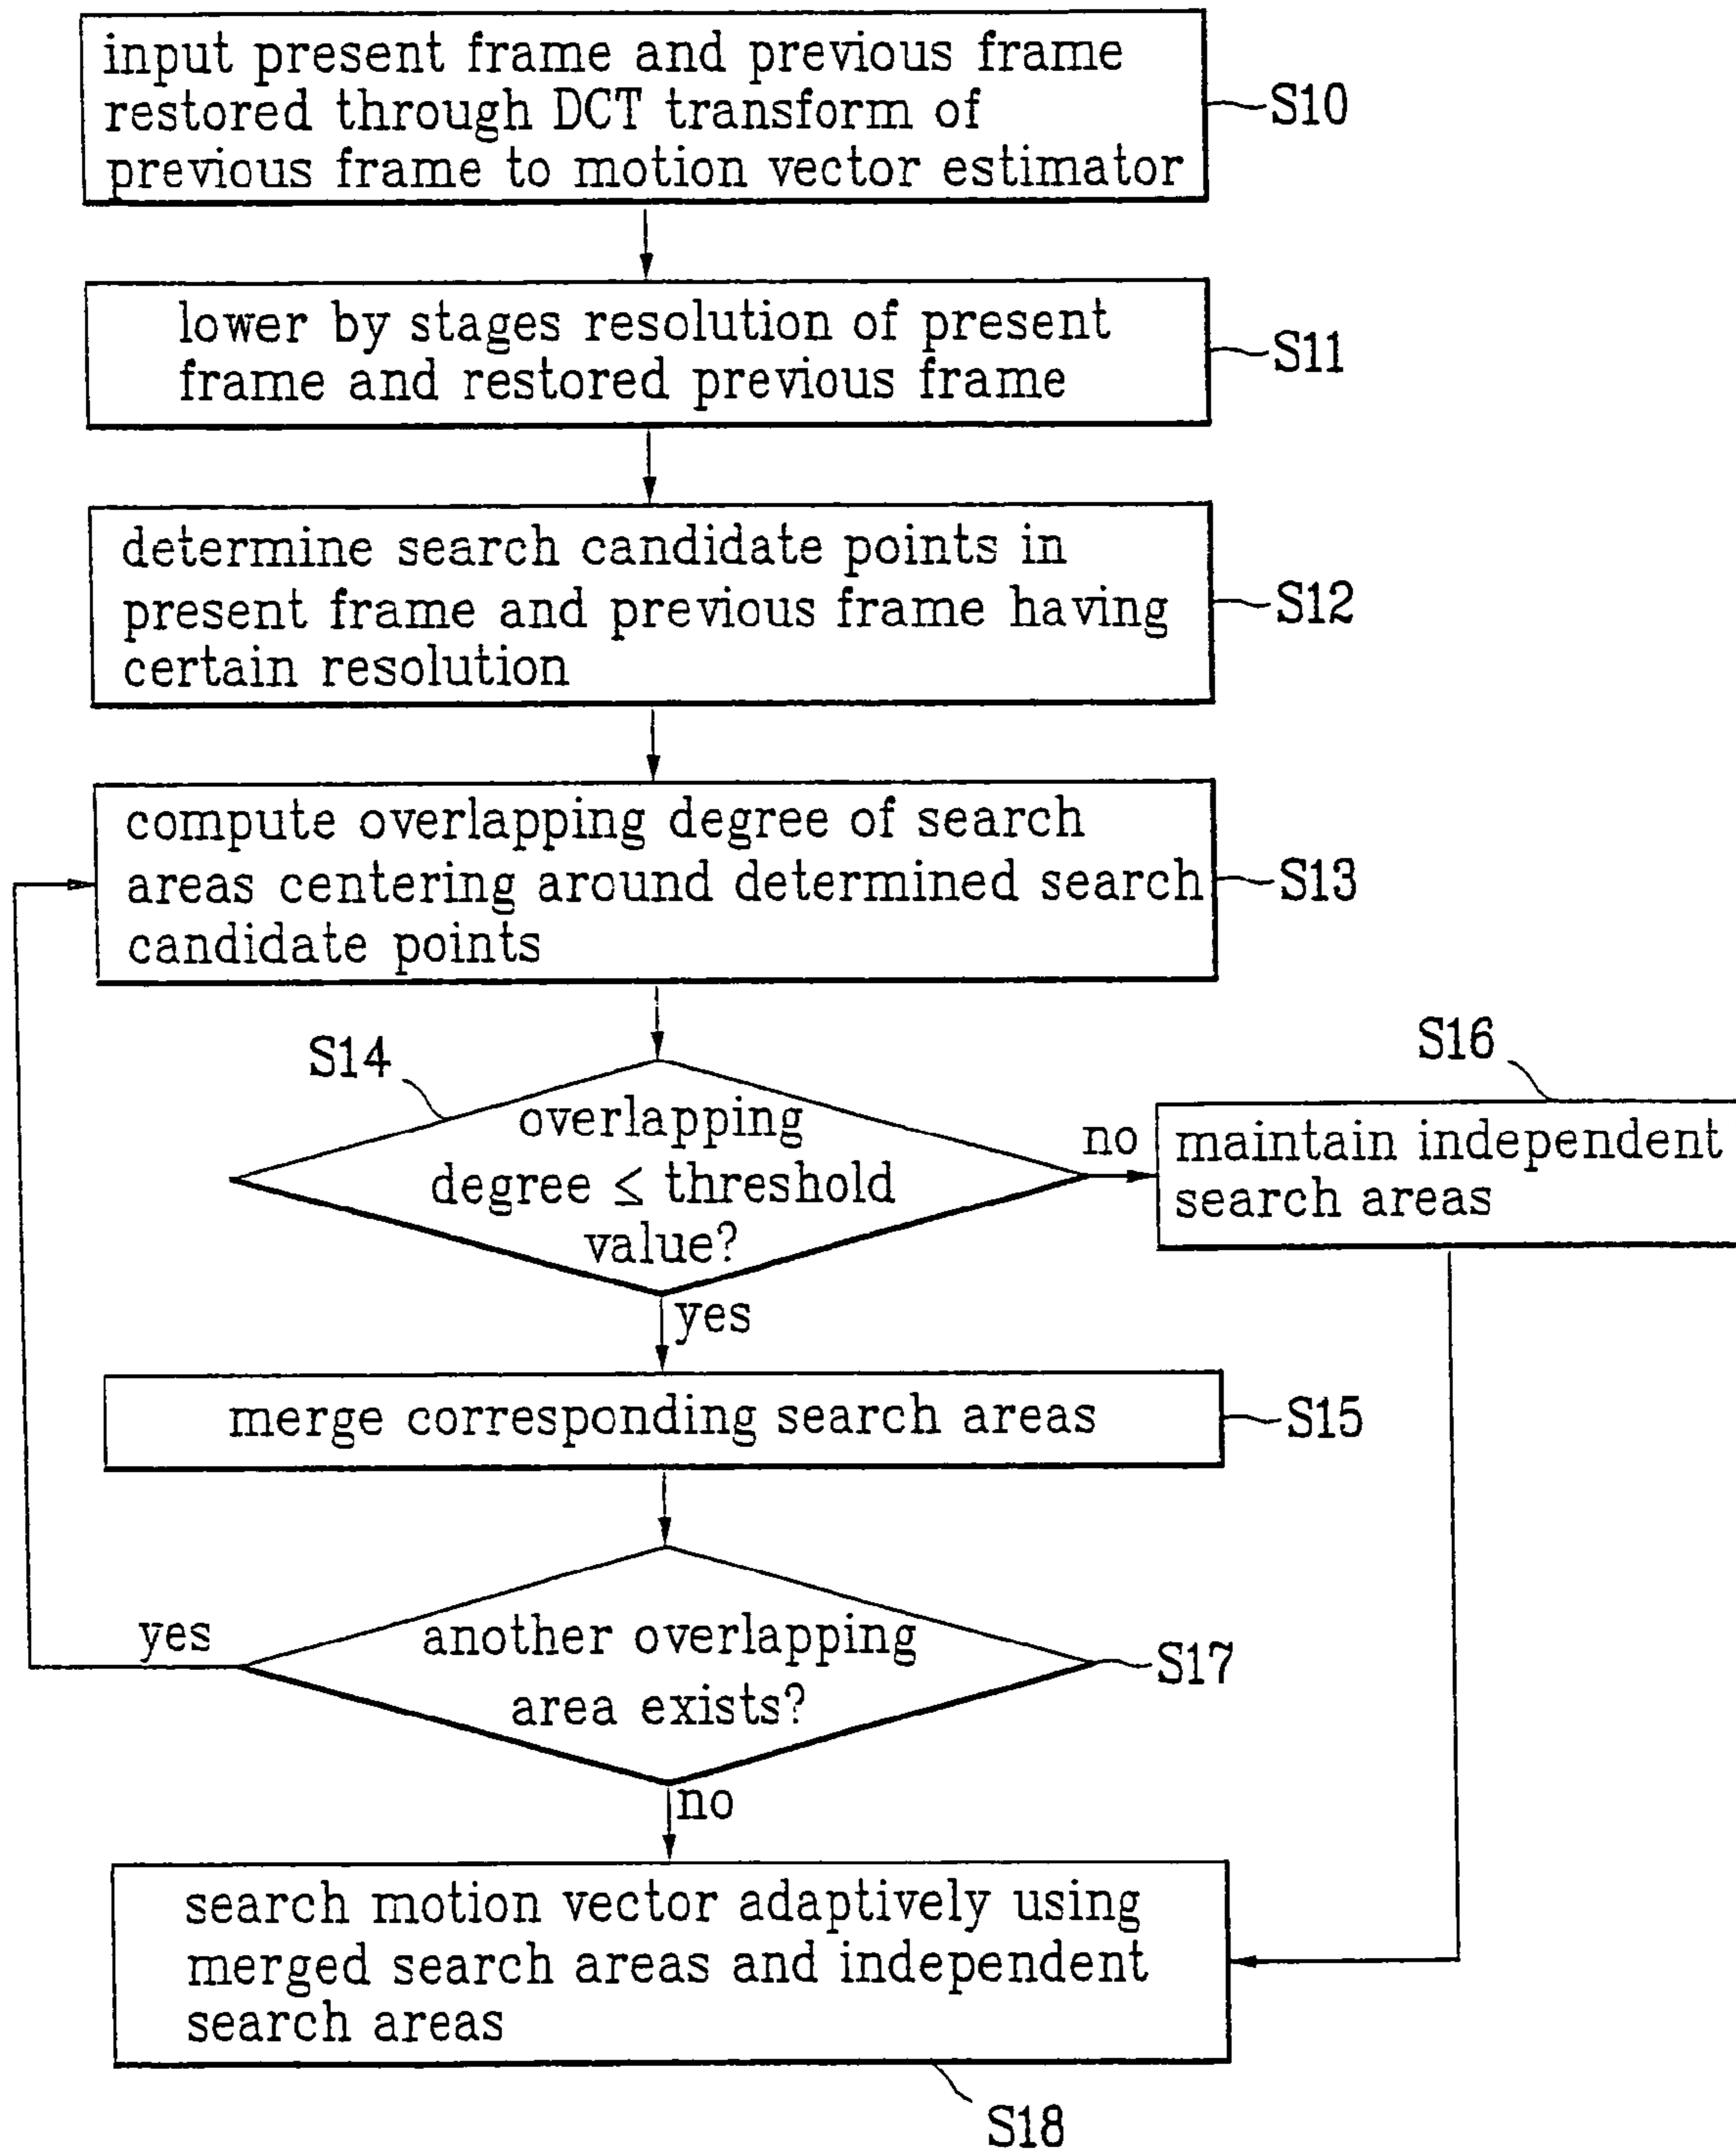 input present frame and previous frame
restored through DCT transform of
previous frame to motion vector estimator
S10
lower by stages resolution of present
frame and restored previous frame
S11
determine search candidate points in
present frame and previous frame having
certain resolution
S12
compute overlapping degree of search
areas centering around determined search
candidate points
S13
S14
overlapping
degree ≤ threshold
value?
no
S16
maintain independent
search areas
yes
merge corresponding search areas
S15
yes
another overlapping
area exists?
S17
no
search motion vector adaptively using
merged search areas and independent
search areas
S18